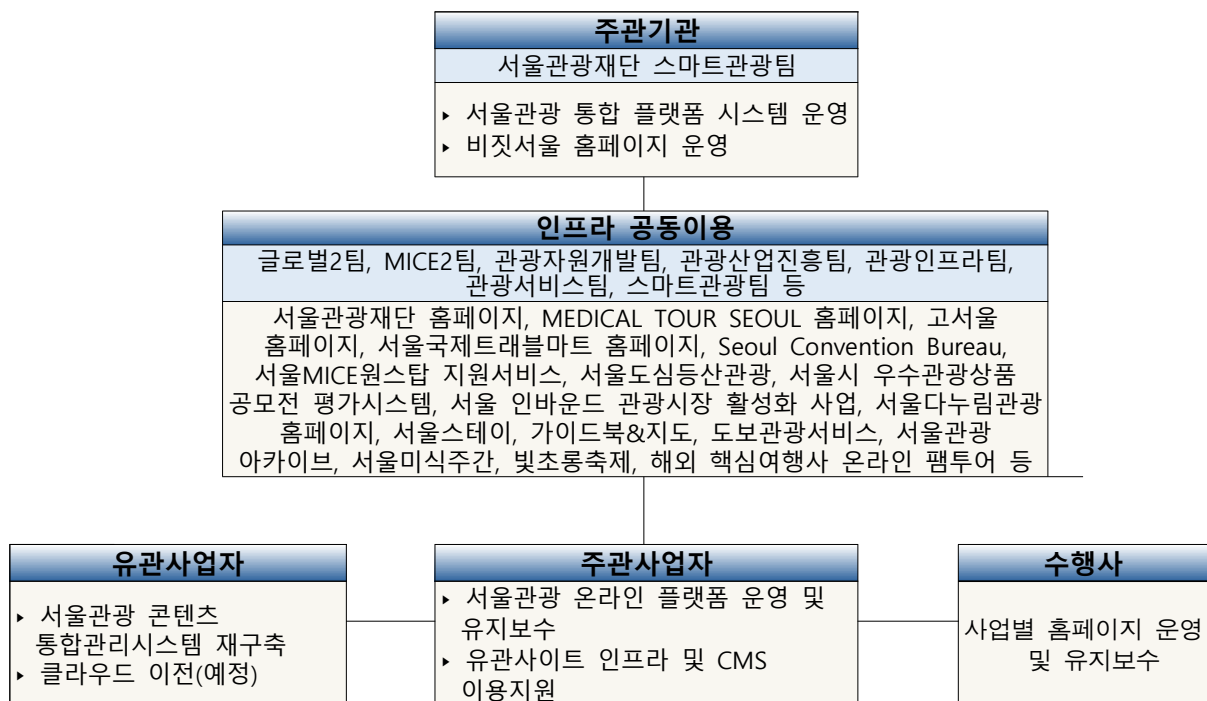 주관기관
서울관광재단 스마트관광팀
▸ 서울관광 통합 플랫폼 시스템 운영
▸ 비짓서울 홈페이지 운영
인프라 공동이용
글로벌2팀, MICE2팀, 관광자원개발팀, 관광산업진흥팀, 관광인프라팀,
관광서비스팀, 스마트관광팀 등
서울관광재단 홈페이지, MEDICAL TOUR SEOUL 홈페이지, 고서울
홈페이지, 서울국제트래블마트 홈페이지, Seoul Convention Bureau,
서울MICE원스탑 지원서비스, 서울도심등산관광, 서울시 우수관광상품
공모전 평가시스템, 서울 인바운드 관광시장 활성화 사업, 서울다누림관광
홈페이지, 서울스테이, 가이드북&지도, 도보관광서비스, 서울관광
아카이브, 서울미식주간, 빛초롱축제, 해외 핵심여행사 온라인 팸투어 등
유관사업자
▸ 서울관광 콘텐츠
통합관리시스템 재구축
▸ 클라우드 이전(예정)
주관사업자
▸ 서울관광 온라인 플랫폼 운영 및
유지보수
▸ 유관사이트 인프라 및 CMS
이용지원
수행사
사업별 홈페이지 운영
및 유지보수